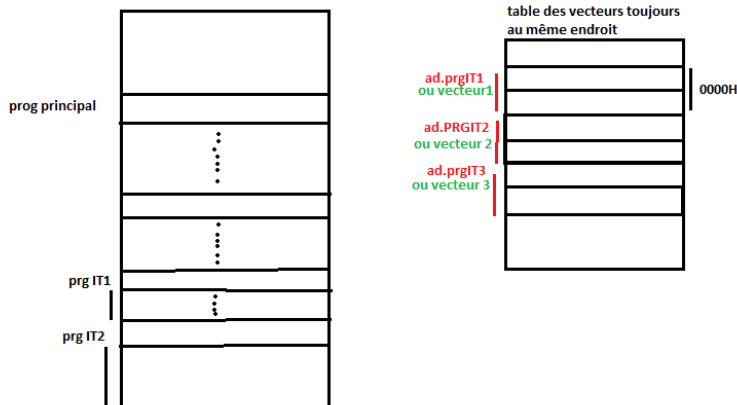 table des vecteurs toujours
au même endroit
prog principal
ad.prgIT1
ou vecteur1
0000H
ad.PRGIT2
ou vecteur 2
ad.prgIT3
ou vecteur 3
prg IT1
prg IT2